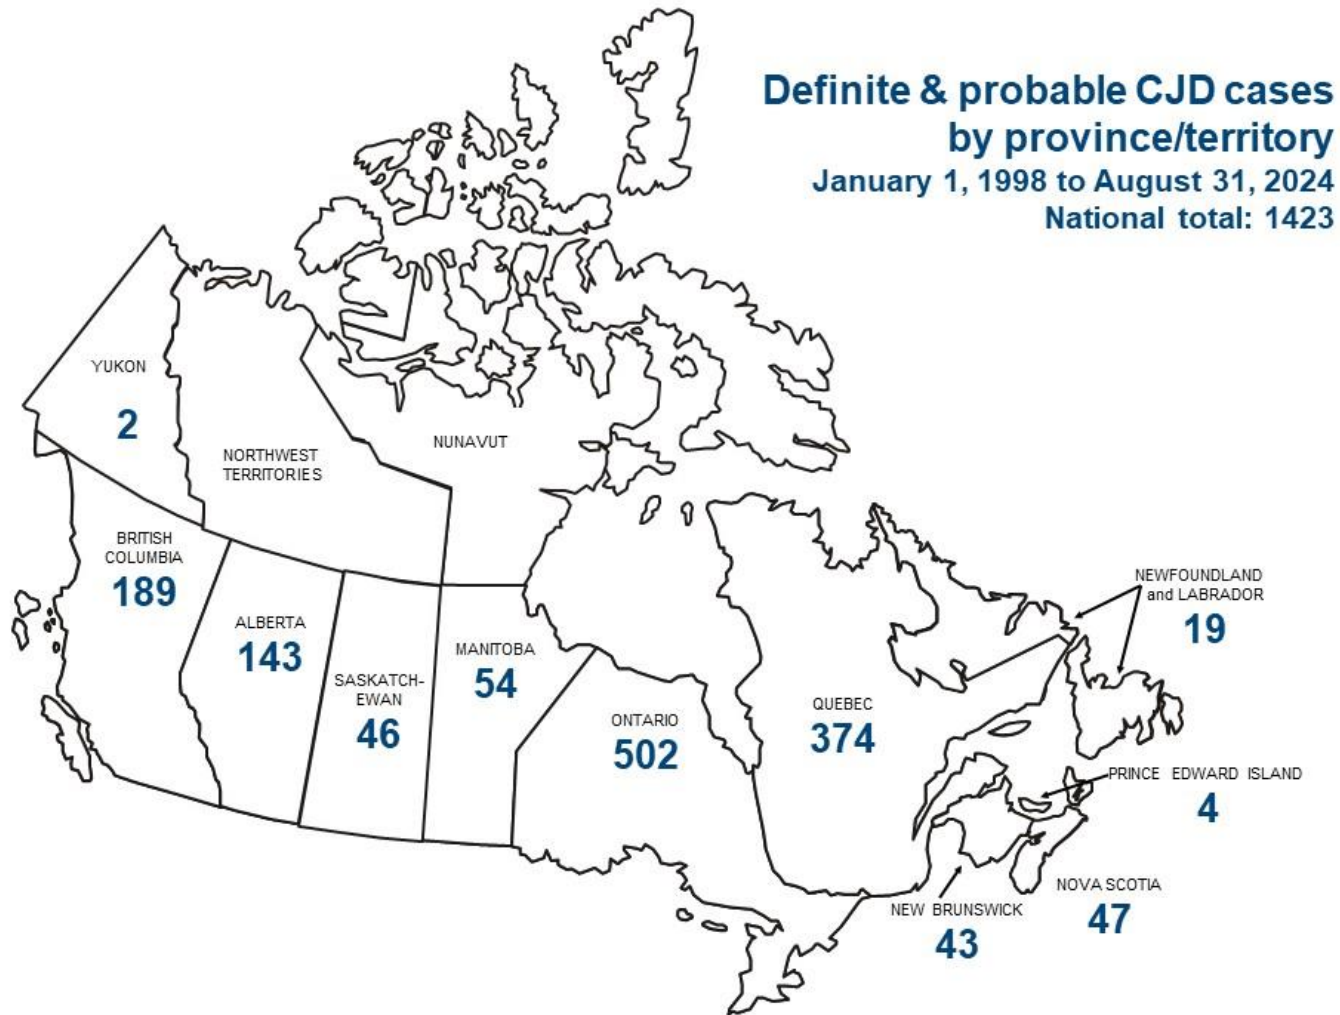 Definite & probable CJD cases
by province/territory
January 1, 1998 to August 31, 2024
National total: 1423
YUKON
2
NORTHWEST
TERRITORIES
NUNAVUT
BRITISH
COLUMBIA
189
ALBERTA
143
SASKATCH-
EWAN
46
MANITOBA
54
ONTARIO
502
QUEBEC
374
NEWFOUNDLAND
and LABRADOR
19
PRINCE EDWARD ISLAND
4
NOVA SCOTIA
47
NEW BRUNSWICK
43